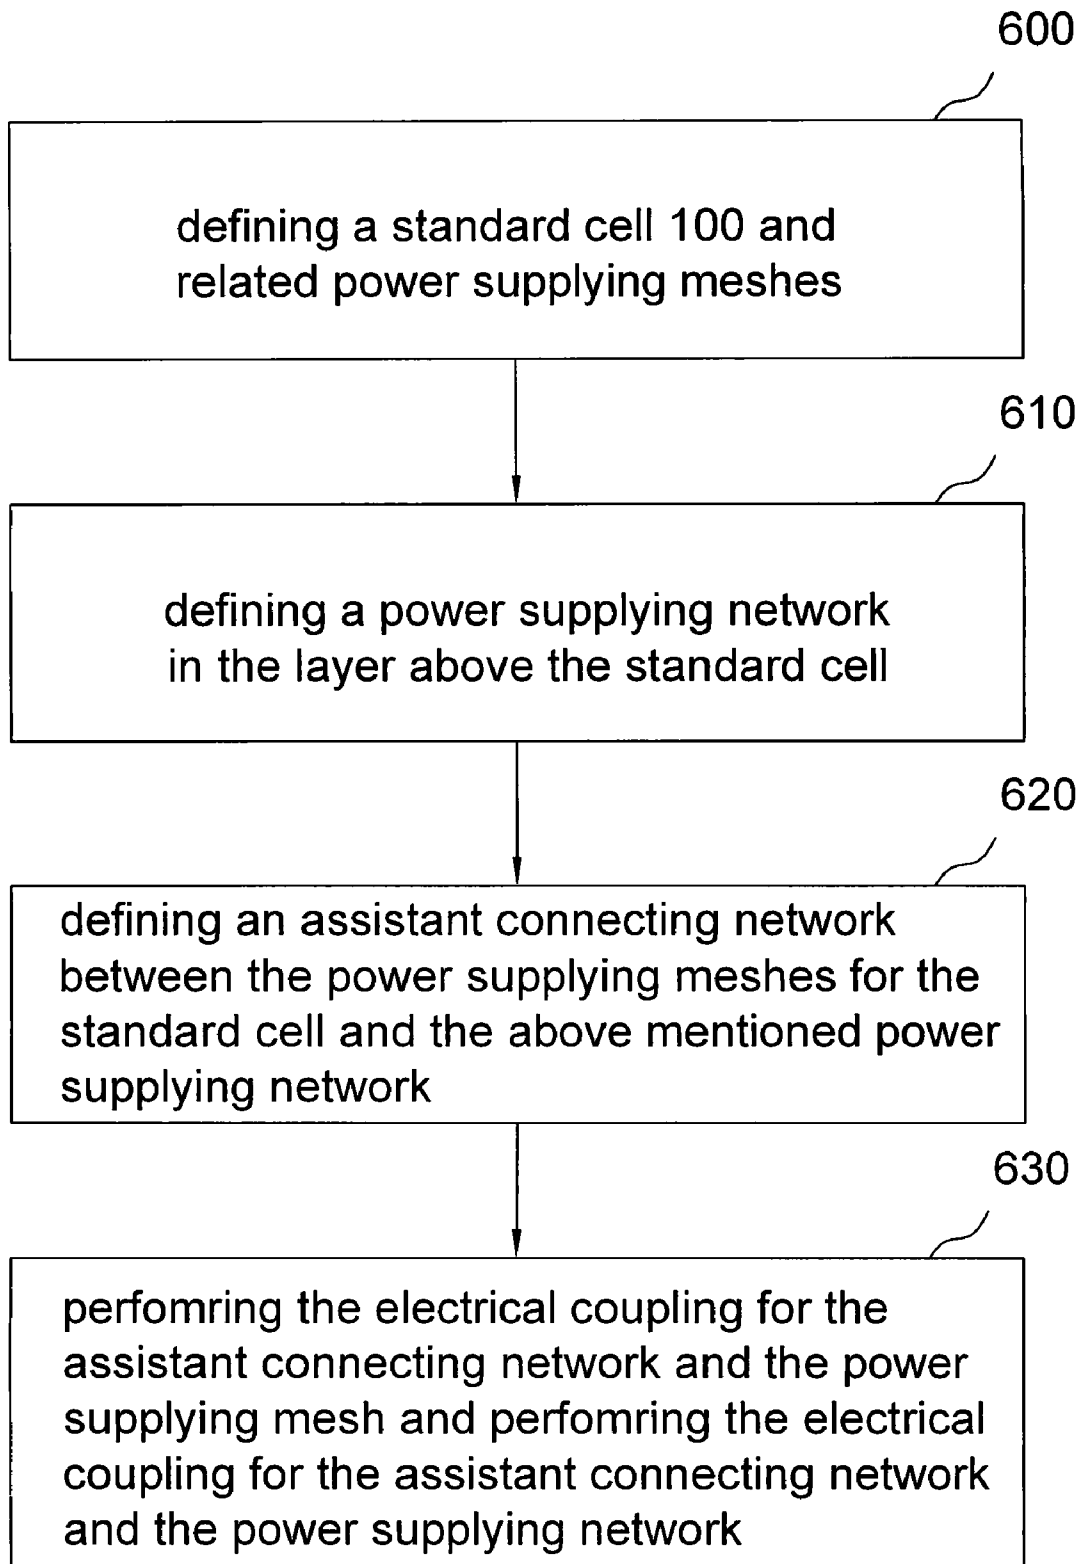 600
defining a standard cell 100 and
related power supplying meshes
610
defining a power supplying network
in the layer above the standard cell
620
defining an assistant connecting network
between the power supplying meshes for the
standard cell and the above mentioned power
supplying network
630
perfomring the electrical coupling for the
assistant connecting network and the power
supplying mesh and perfomring the electrical
coupling for the assistant connecting network
and the power supplying network